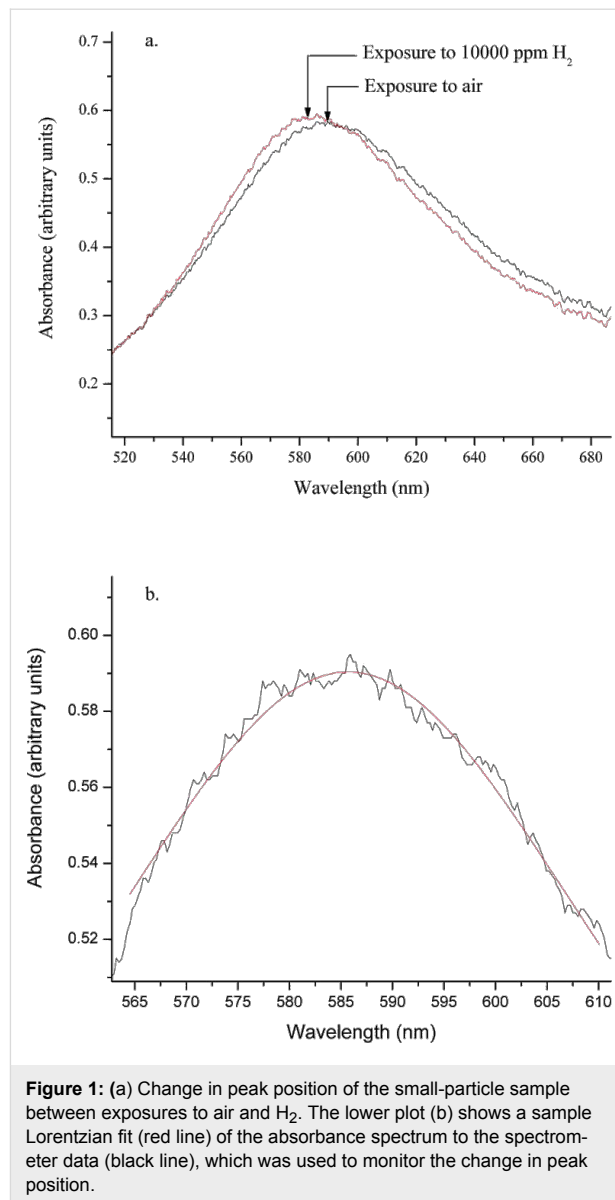 a.
Exposure to 10000 ppm H₂
Exposure to air
0.7
0.6
0.5
0.4
0.3
0.2
Absorbance (arbitrary units)
520 540 560 580 600 620 640 660 680
Wavelength (nm)
b.
0.60
0.58
0.56
0.54
0.52
Absorbance (arbitrary units)
565 570 575 580 585 590 595 600 605 610
Wavelength (nm)
Figure 1: (a) Change in peak position of the small-particle sample
between exposures to air and H₂. The lower plot (b) shows a sample
Lorentzian fit (red line) of the absorbance spectrum to the spectrom-
eter data (black line), which was used to monitor the change in peak
position.